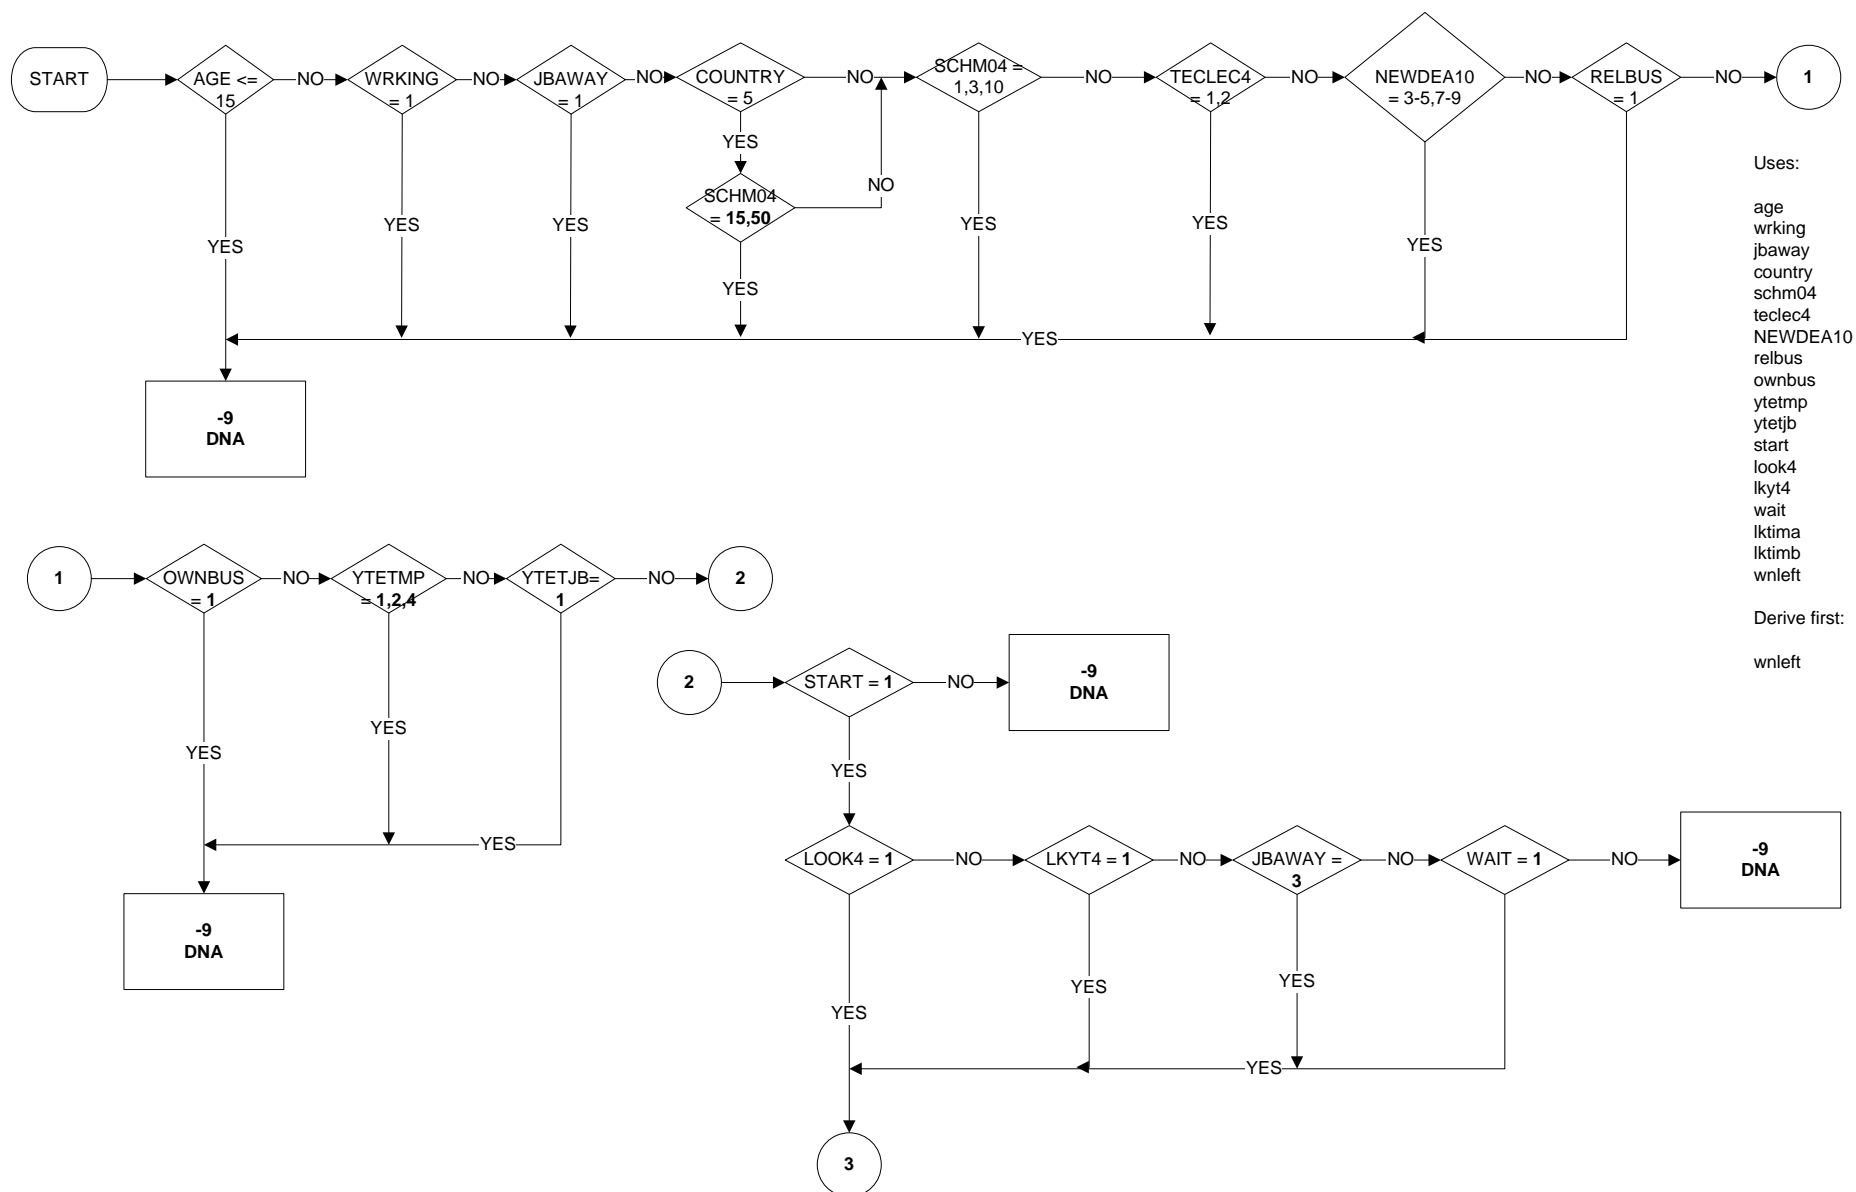 START
AGE <=
15
NO
WRKING
= 1
NO
JBAWAY
= 1
NO
COUNTRY
= 5
NO
SCHM04 =
1,3,10
NO
TECLEC4
= 1,2
NO
NEWDEA10
= 3-5,7-9
NO
RELBUS
= 1
NO
1
YES
SCHM04
= 15,50
NO
YES
YES
YES
YES
YES
YES
YES
YES
YES
-9
DNA
Uses:
age
wrking
jbaway
country
schm04
teclec4
NEWDEA10
relbus
ownbus
ytetmp
ytetjb
start
look4
lkyt4
wait
lktima
lktimb
wnleft
Derive first:
wnleft
1
OWNBUS
= 1
NO
YTETMP
= 1,2,4
NO
YTETJB=
1
NO
2
YES
YES
YES
-9
DNA
2
START = 1
NO
-9
DNA
YES
LOOK4 = 1
NO
LKYT4 = 1
NO
JBAWAY =
3
NO
WAIT = 1
NO
-9
DNA
YES
YES
YES
YES
3